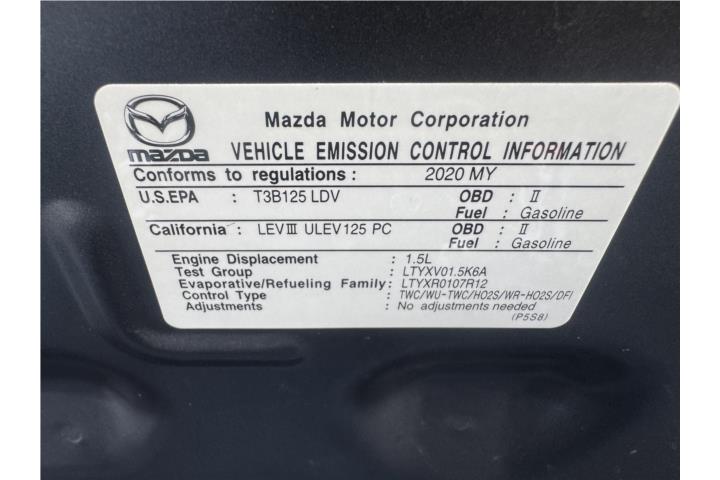 Mazda Motor Corporation
mazda VEHICLE EMISSION CONTROL INFORMATION
Conforms to regulations : 2020 MY
U.S.EPA : T3B125 LDV OBD : II
Fuel : Gasoline
California : LEVIII ULEV125 PC OBD : II
Fuel : Gasoline
Engine Displacement : 1.5L
Test Group : LTYXV01.5K6A
Evaporative/Refueling Family: LTYXR0107R12
Control Type : TWC/WU-TWC/HO2S/WR-HO2S/DFI
Adjustments : No adjustments needed
(P5S8)